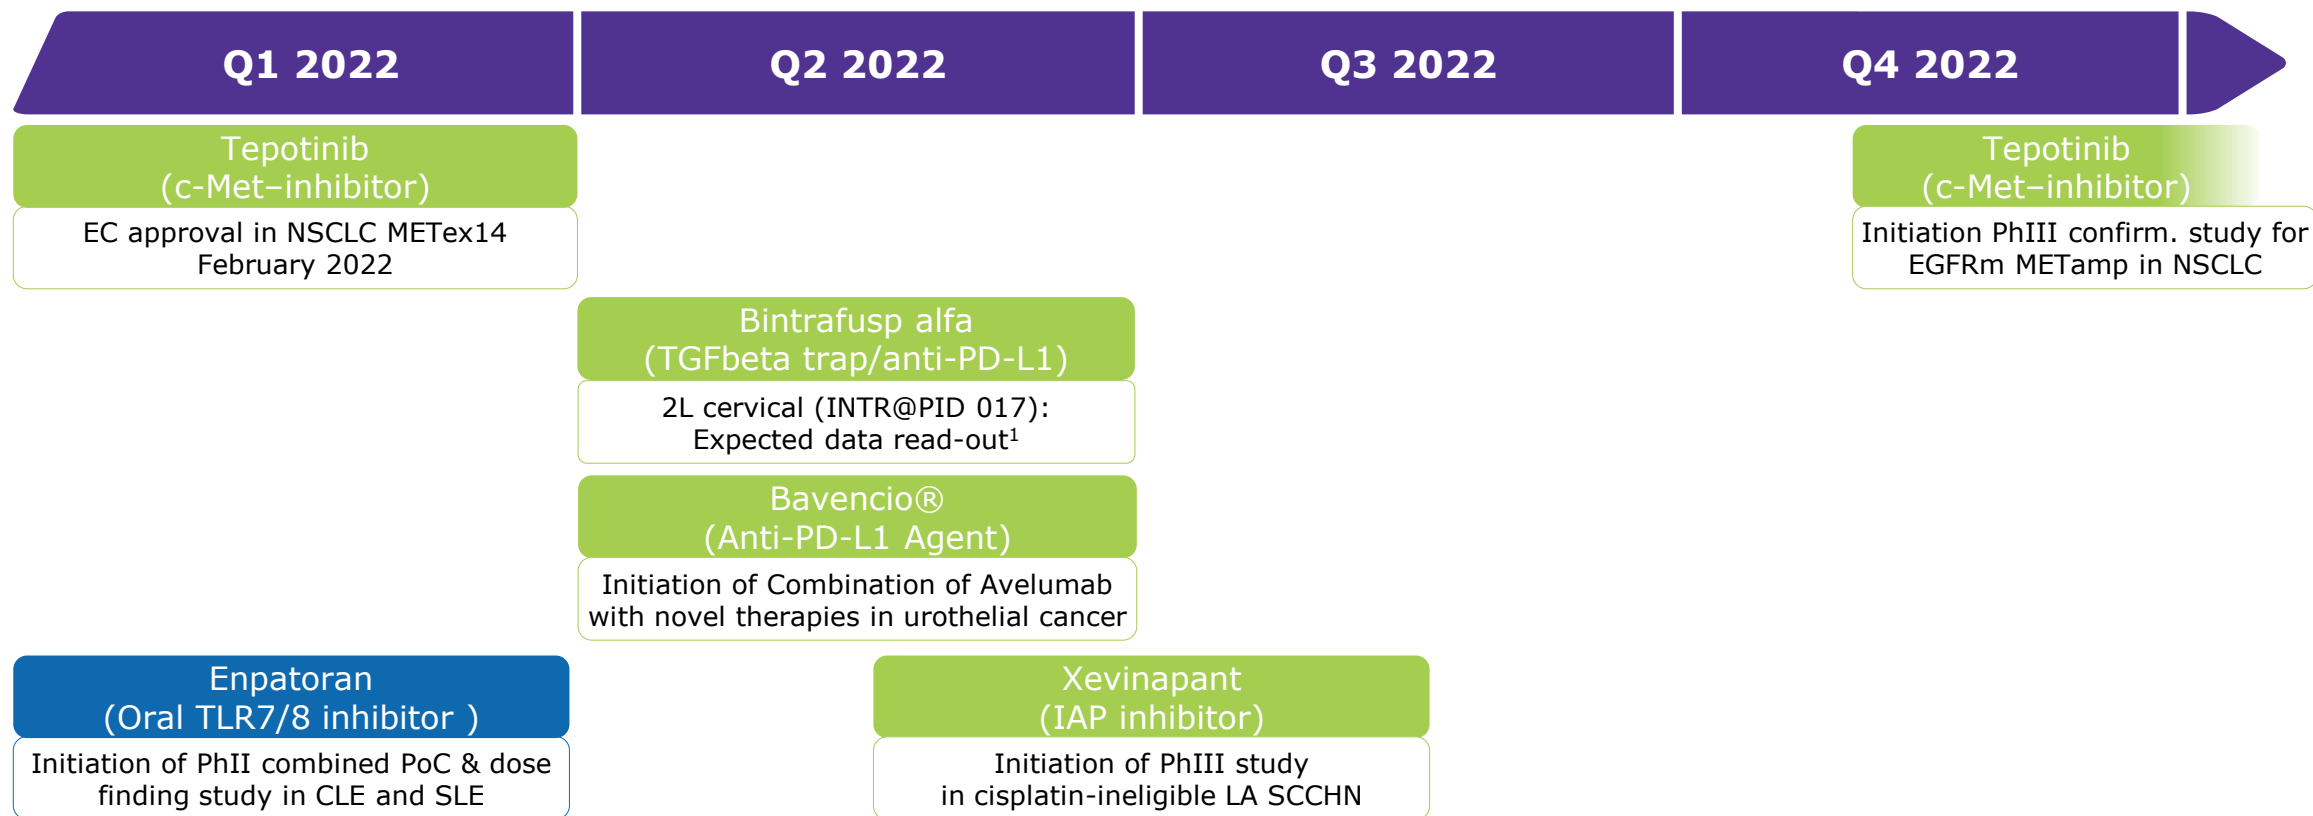 Q1 2022
Q2 2022
Q3 2022
Q4 2022
Tepotinib
(c-Met–inhibitor)
EC approval in NSCLC METex14
February 2022
Tepotinib
(c-Met–inhibitor)
Initiation PhIII confirm. study for
EGFRm METamp in NSCLC
Bintrafusp alfa
(TGFbeta trap/anti-PD-L1)
2L cervical (INTR@PID 017):
Expected data read-out¹
Bavencio®
(Anti-PD-L1 Agent)
Initiation of Combination of Avelumab
with novel therapies in urothelial cancer
Enpatoran
(Oral TLR7/8 inhibitor )
Initiation of PhII combined PoC & dose
finding study in CLE and SLE
Xevinapant
(IAP inhibitor)
Initiation of PhIII study
in cisplatin-ineligible LA SCCHN